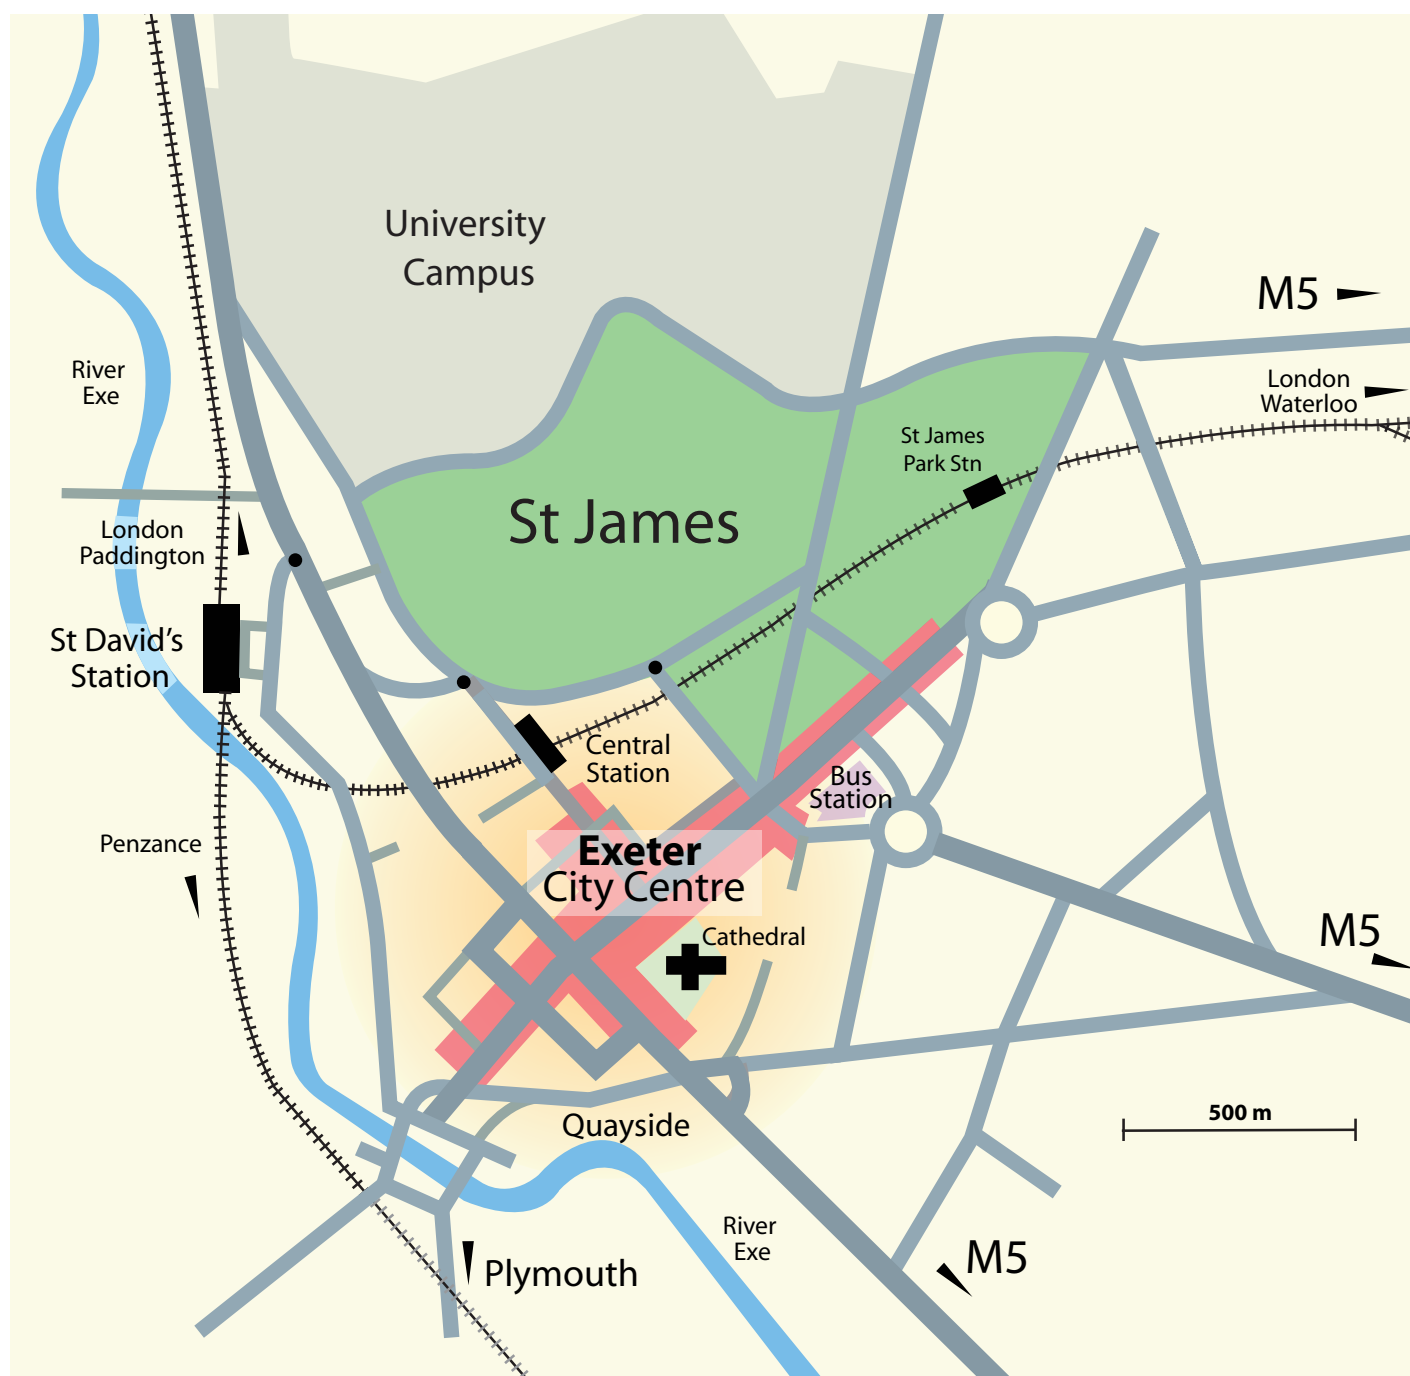 University
Campus
M5
River
Exe
London
Waterloo
St James
Park Stn
St James
London
Paddington
St David's
Station
Central
Station
Bus
Station
Penzance
Exeter
City Centre
Cathedral
M5
500 m
Quayside
River
Exe
M5
Plymouth